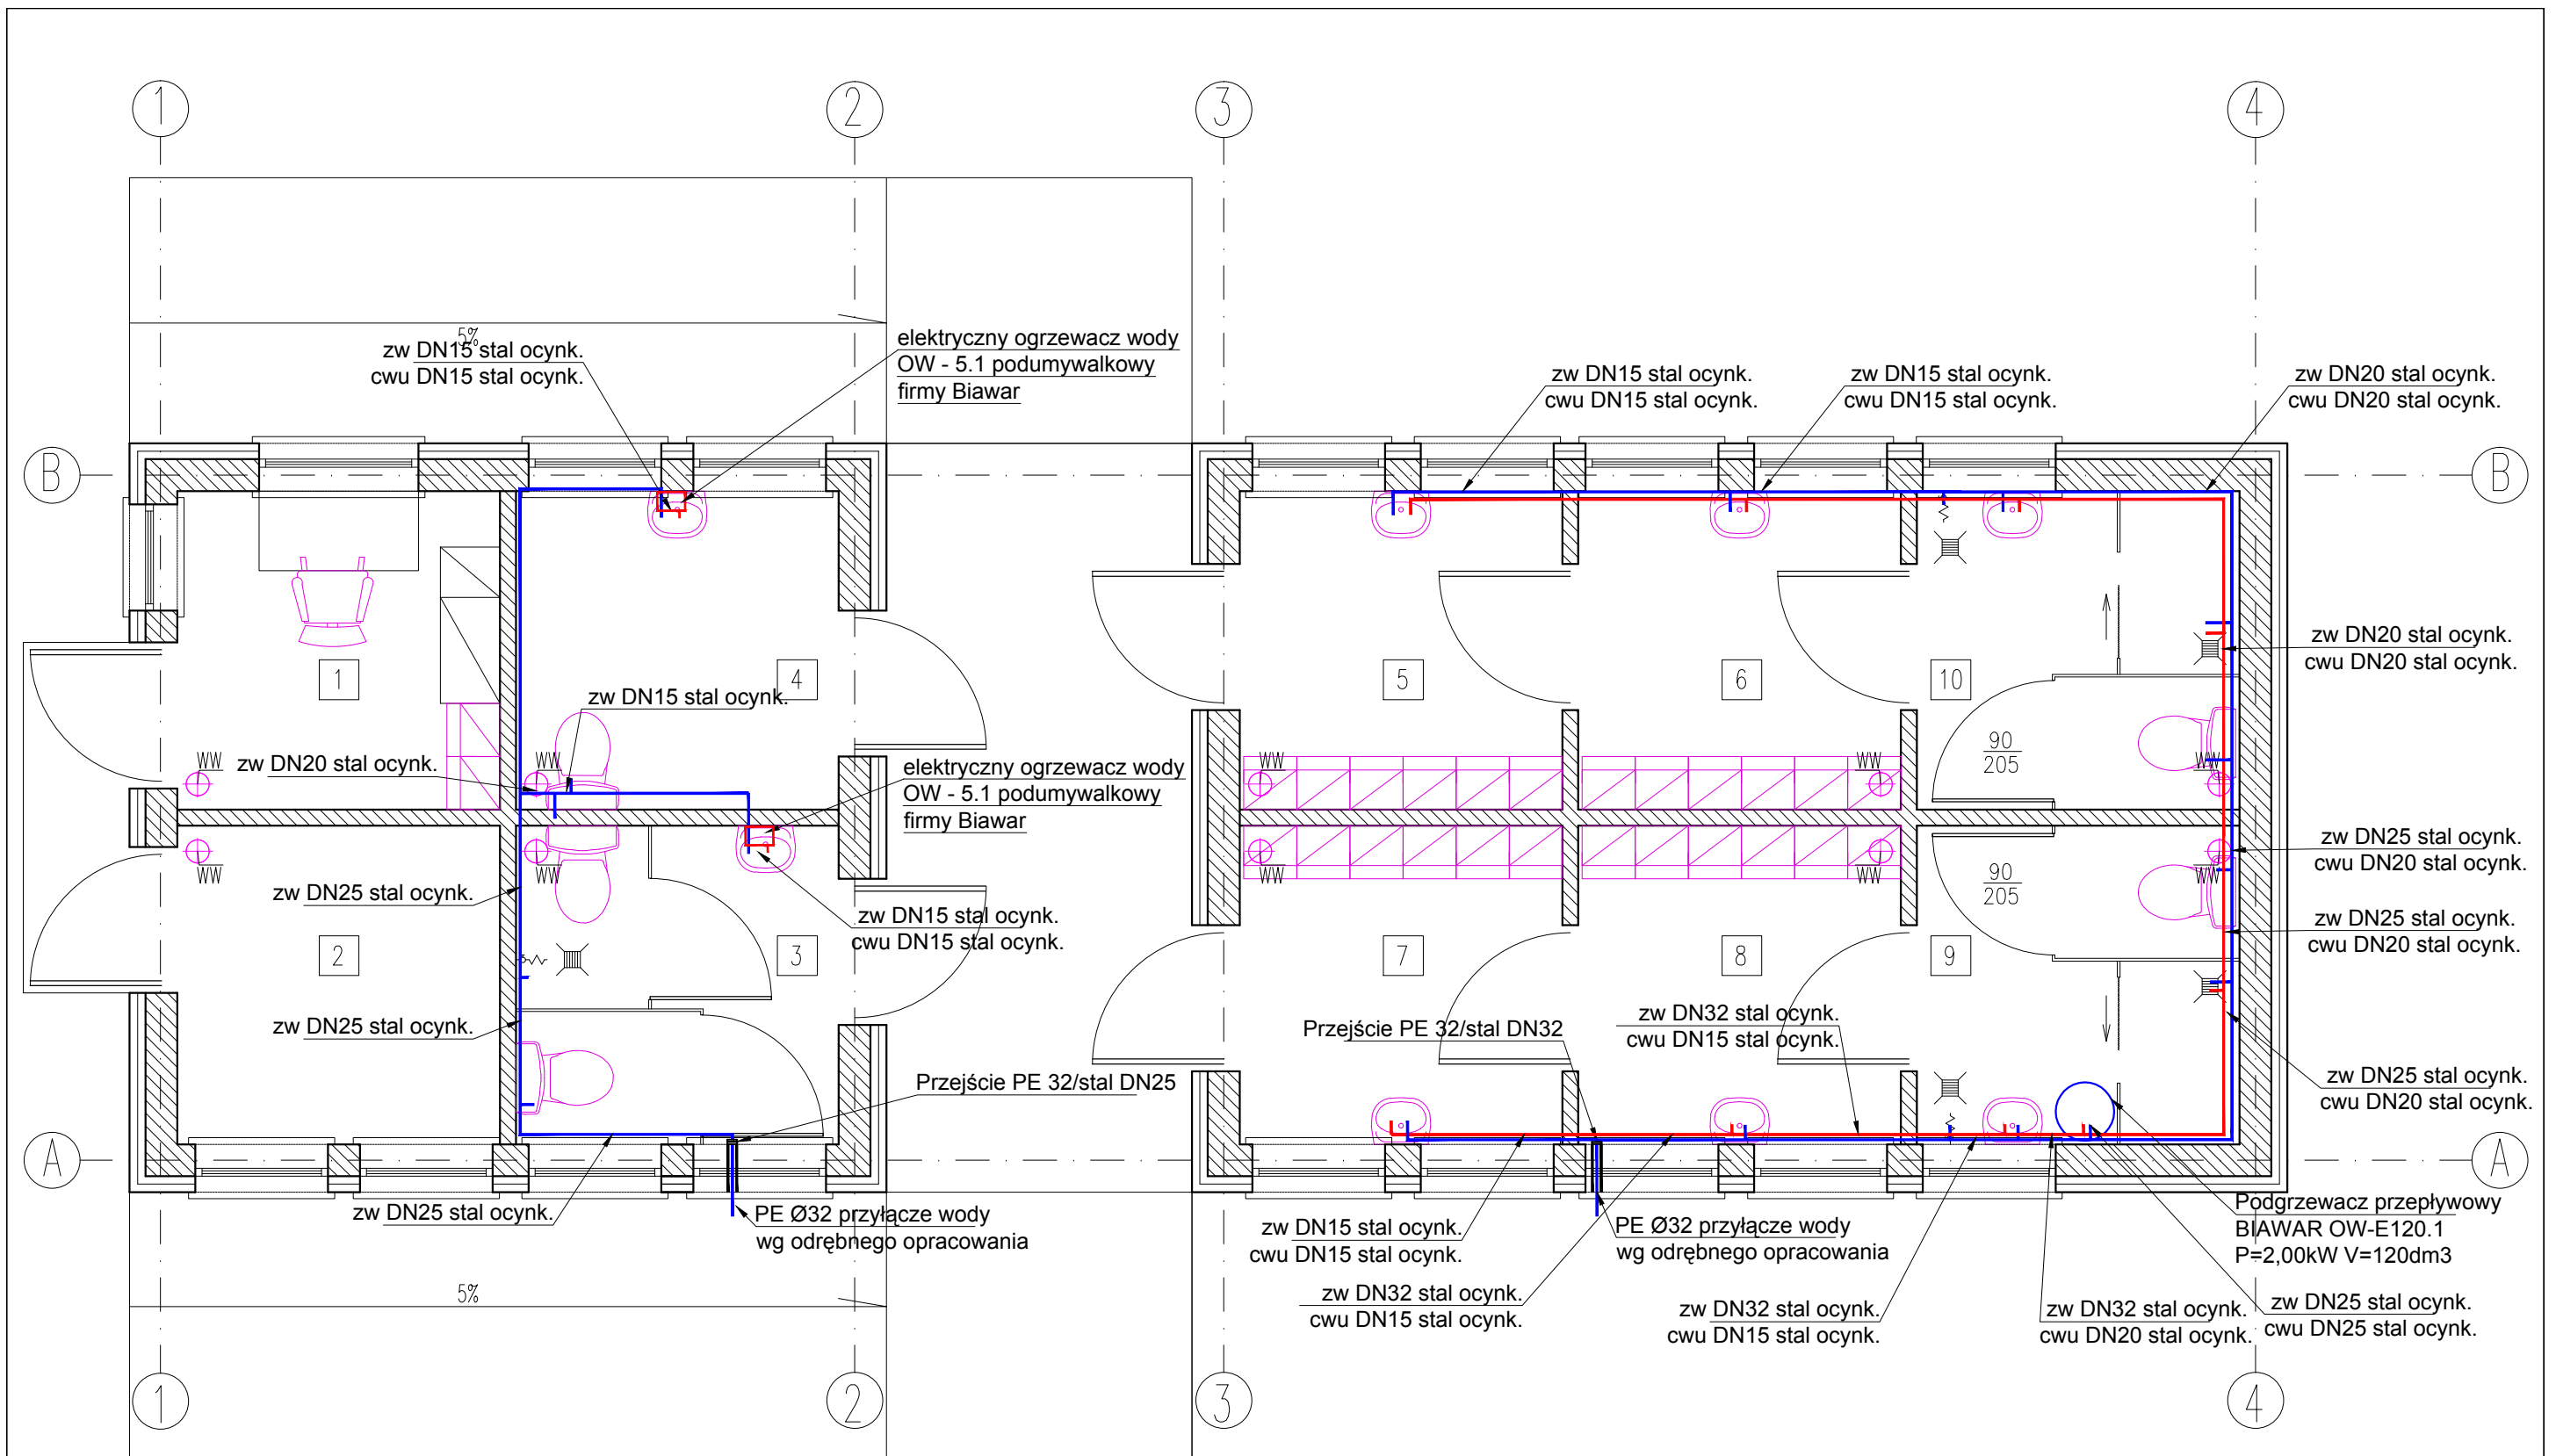 1
2
3
4
5%
zw DN15 stal ocynk.
cwu DN15 stal ocynk.
elektryczny ogrzewacz wody
OW - 5.1 podumywalkowy
firmy Biawar
zw DN15 stal ocynk.
cwu DN15 stal ocynk.
zw DN15 stal ocynk.
cwu DN15 stal ocynk.
zw DN20 stal ocynk.
cwu DN20 stal ocynk.
B
B
1
4
5
6
10
zw DN15 stal ocynk.
zw DN20 stal ocynk.
cwu DN20 stal ocynk.
WW
zw DN20 stal ocynk.
WW
elektryczny ogrzewacz wody
OW - 5.1 podumywalkowy
firmy Biawar
WW
WW
90
205
WW
WW
WW
WW
WW
90
205
WW
zw DN25 stal ocynk.
cwu DN20 stal ocynk.
zw DN25 stal ocynk.
zw DN15 stal ocynk.
cwu DN15 stal ocynk.
zw DN25 stal ocynk.
cwu DN20 stal ocynk.
2
3
7
8
9
zw DN25 stal ocynk.
Przejście PE 32/stal DN32
zw DN32 stal ocynk.
cwu DN15 stal ocynk.
Przejście PE 32/stal DN25
zw DN25 stal ocynk.
cwu DN20 stal ocynk.
A
A
zw DN25 stal ocynk.
PE Ø32 przyłącze wody
wg odrębnego opracowania
zw DN15 stal ocynk.
cwu DN15 stal ocynk.
PE Ø32 przyłącze wody
wg odrębnego opracowania
Podgrzewacz przepływowy
BIAWAR OW-E120.1
P=2,00kW V=120dm3
5%
zw DN32 stal ocynk.
cwu DN15 stal ocynk.
zw DN32 stal ocynk.
cwu DN15 stal ocynk.
zw DN32 stal ocynk.
cwu DN20 stal ocynk.
zw DN25 stal ocynk.
cwu DN25 stal ocynk.
1
2
3
4